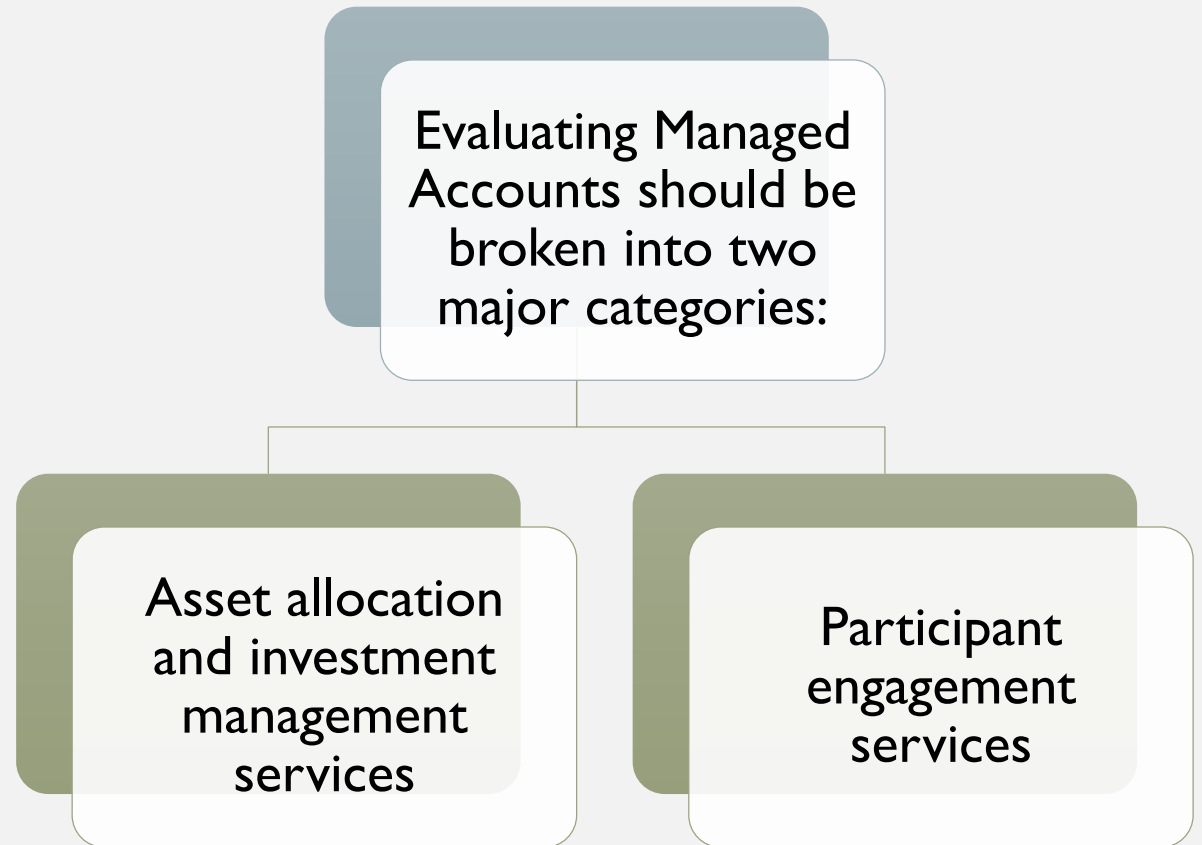 Evaluating Managed
Accounts should be
broken into two
major categories:
Asset allocation
and investment
management
services
Participant
engagement
services